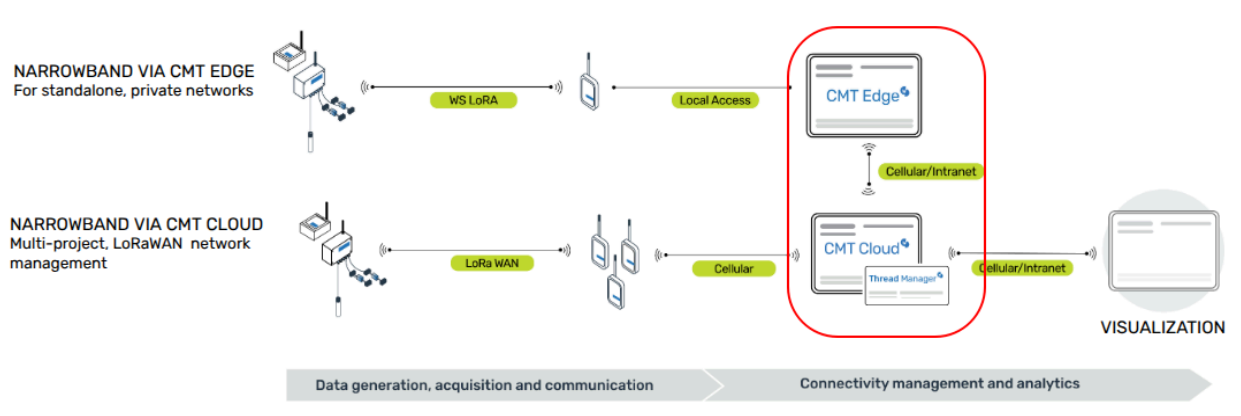 NARROWBAND VIA CMT EDGE
For standalone, private networks
WS LoRA
Local Access
CMT Edge
Cellular/Intranet
NARROWBAND VIA CMT CLOUD
Multi-project, LoRaWAN network
management
LoRa WAN
Cellular
CMT Cloud
Thread Manager
Cellular/Intranet
VISUALIZATION
Data generation, acquisition and communication
Connectivity management and analytics